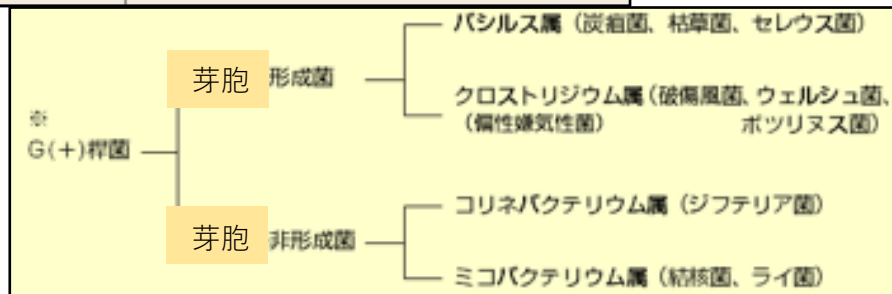 バシルス属（炭疽菌、枯草菌、セレウス菌）
芽胞 形成菌
クロストリジウム属（破傷風菌、ウェルシュ菌、
（偏性嫌気性菌） ボツリヌス菌）
※
G(+)桿菌
コリネバクテリウム属（ジフテリア菌）
芽胞 非形成菌
ミコバクテリウム属（結核菌、ライ菌）